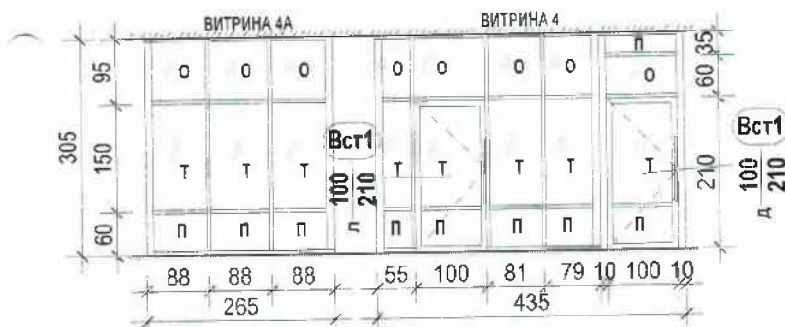 ВИТРИНА 4А ВИТРИНА 4
О О О О О О О П О
Т Т Т Т Т Т Т Т
П П П П П П П П
305
95
150
60
Вст1
100
210
л
35
60
210
Вст1
100
210
д
88 88 88 55 100 81 79 10 100 10
265 435